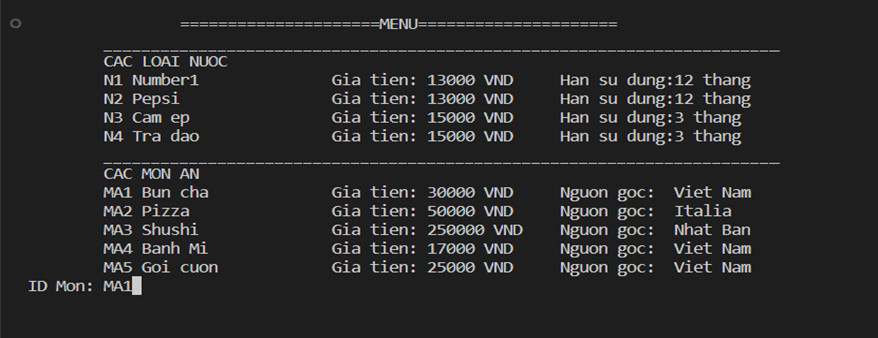 =====================MENU=====================
_______________________________________________________________________
CAC LOAI NUOC
N1 Number1 Gia tien: 13000 VND Han su dung:12 thang
N2 Pepsi Gia tien: 13000 VND Han su dung:12 thang
N3 Cam ep Gia tien: 15000 VND Han su dung:3 thang
N4 Tra dao Gia tien: 15000 VND Han su dung:3 thang
_______________________________________________________________________
CAC MON AN
MA1 Bun cha Gia tien: 30000 VND Nguon goc: Viet Nam
MA2 Pizza Gia tien: 50000 VND Nguon goc: Italia
MA3 Shushi Gia tien: 250000 VND Nguon goc: Nhat Ban
MA4 Banh Mi Gia tien: 17000 VND Nguon goc: Viet Nam
MA5 Goi cuon Gia tien: 25000 VND Nguon goc: Viet Nam
ID Mon: MA1